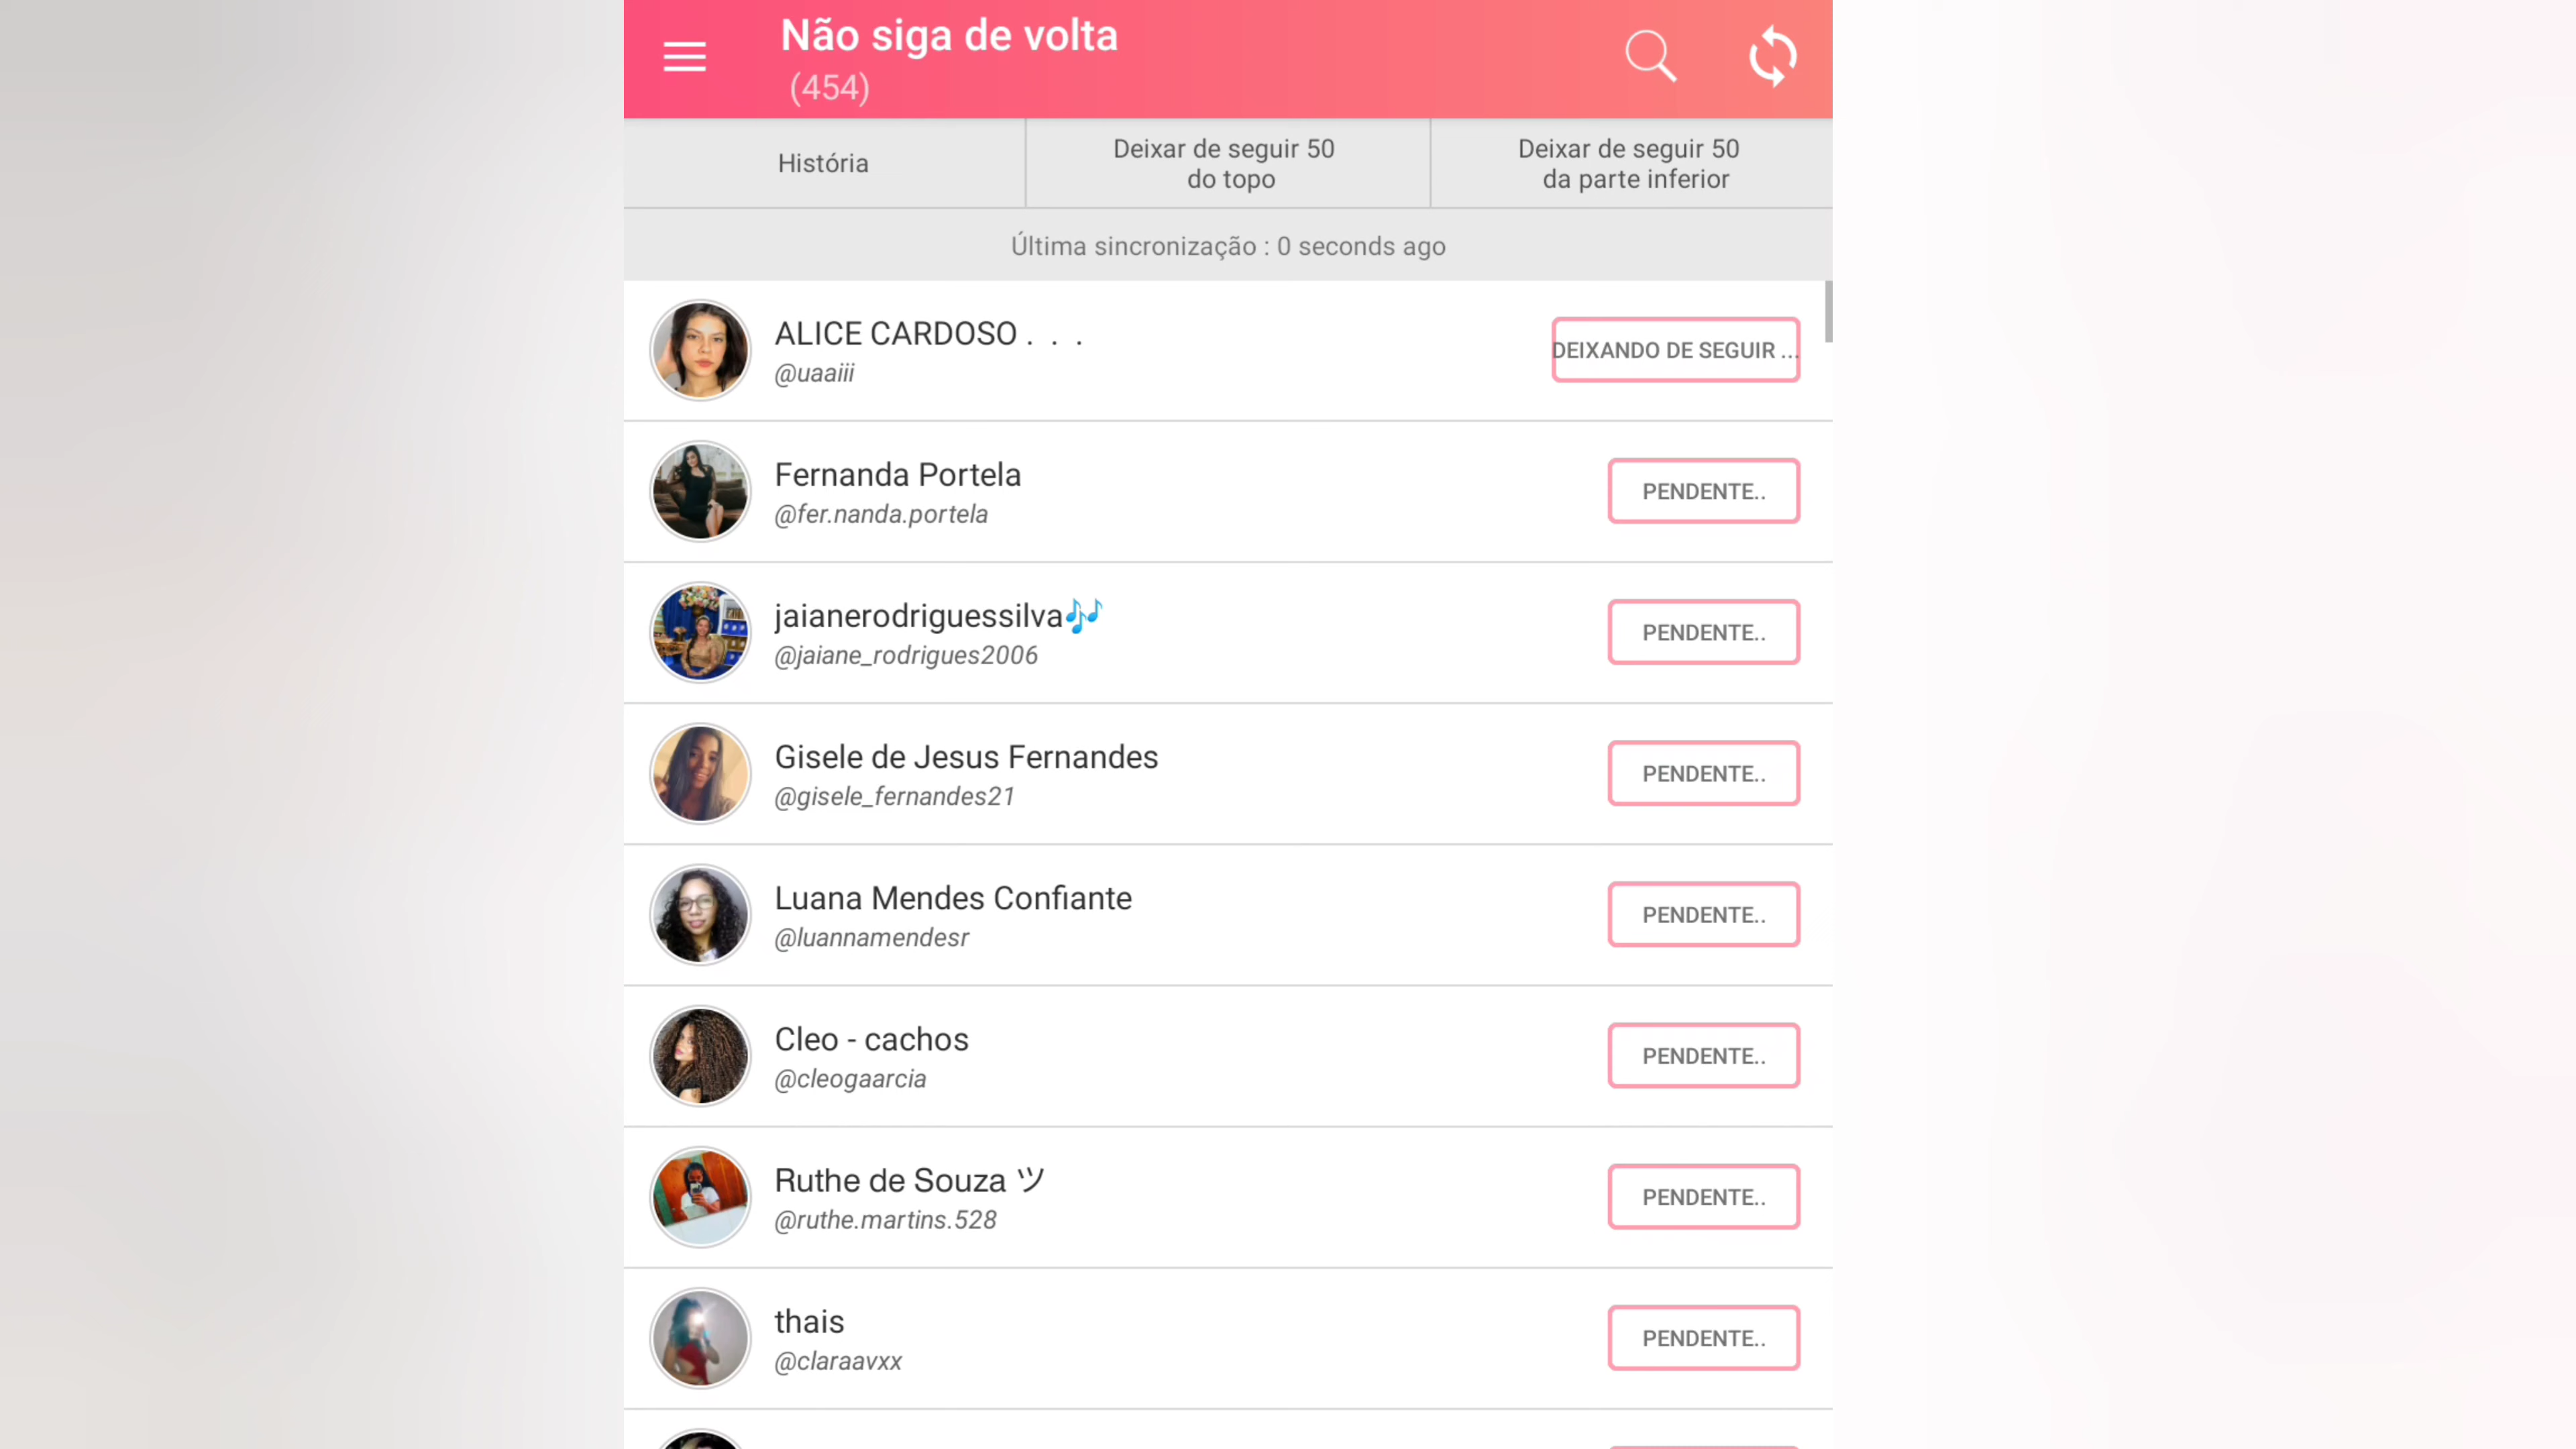 Não siga de volta
(454)
História
Deixar de seguir 50
do topo
Deixar de seguir 50
da parte inferior
Última sincronização : 0 seconds ago
ALICE CARDOSO . . .
@uaaiii
DEIXANDO DE SEGUIR ...
Fernanda Portela
@fer.nanda.portela
PENDENTE..
jaianerodriguessilva🎶
@jaiane_rodrigues2006
PENDENTE..
Gisele de Jesus Fernandes
@gisele_fernandes21
PENDENTE..
Luana Mendes Confiante
@luannamendesr
PENDENTE..
Cleo - cachos
@cleogaarcia
PENDENTE..
Ruthe de Souza ツ
@ruthe.martins.528
PENDENTE..
thais
@claraavxx
PENDENTE..